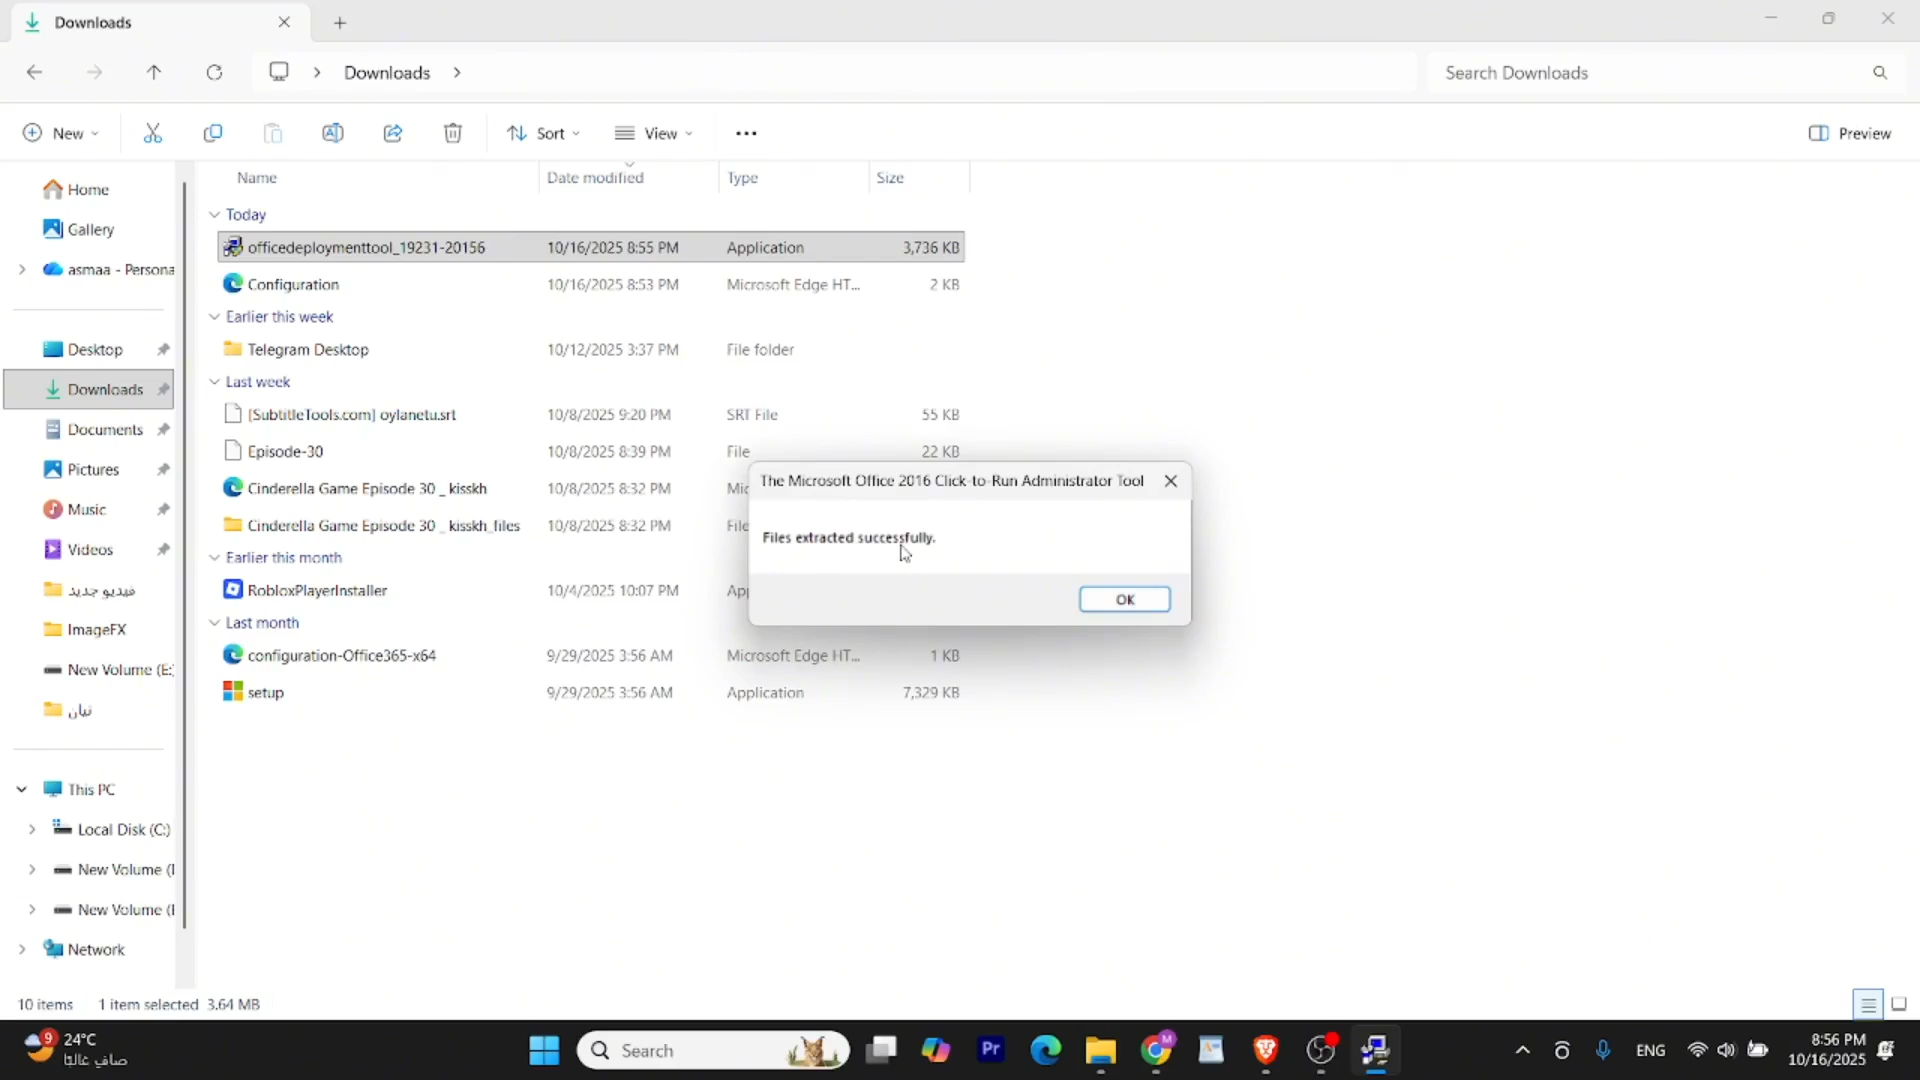 Downloads
Downloads
Search Downloads
New
Sort
View
Preview
Name
Date modified
Type
Size
Home
Gallery
asmaa - Persona
Desktop
Downloads
Documents
Pictures
Music
Videos
فيديو جديد
ImageFX
New Volume (E:
نيان
This PC
Local Disk (C:)
New Volume (
New Volume (
Network
Today
officedeploymenttool_19231-20156 10/16/2025 8:55 PM Application 3,736 KB
Configuration 10/16/2025 8:53 PM Microsoft Edge HT... 2 KB
Earlier this week
Telegram Desktop 10/12/2025 3:37 PM File folder
Last week
[SubtitleTools.com] oylanetu.srt 10/8/2025 9:20 PM SRT File 55 KB
Episode-30 10/8/2025 8:39 PM File 22 KB
Cinderella Game Episode 30 _ kisskh 10/8/2025 8:32 PM Mic
Cinderella Game Episode 30 _ kisskh_files 10/8/2025 8:32 PM File
Earlier this month
RobloxPlayerInstaller 10/4/2025 10:07 PM App
Last month
configuration-Office365-x64 9/29/2025 3:56 AM Microsoft Edge HT... 1 KB
setup 9/29/2025 3:56 AM Application 7,329 KB
The Microsoft Office 2016 Click-to-Run Administrator Tool
Files extracted successfully.
OK
10 items 1 item selected 3.64 MB
9
24°C
صافٍ غالبًا
Search
Pr
M
ENG
8:56 PM
10/16/2025